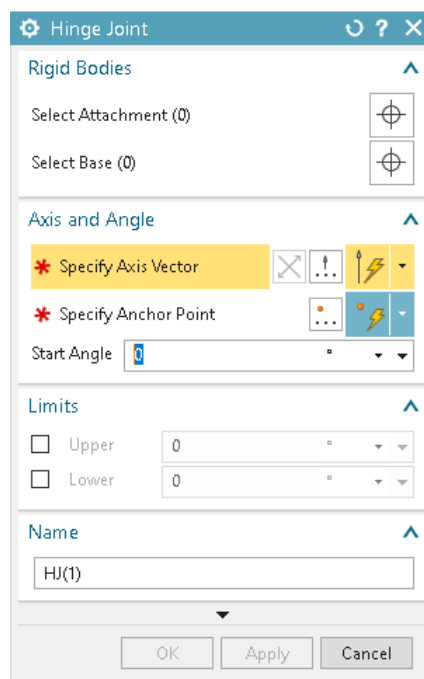 Hinge Joint ?
Rigid Bodies
Select Attachment (0)
Select Base (0)
Axis and Angle
* Specify Axis Vector
* Specify Anchor Point
Start Angle 0 °
Limits
Upper 0 °
Lower 0 °
Name
HJ(1)
OK Apply Cancel